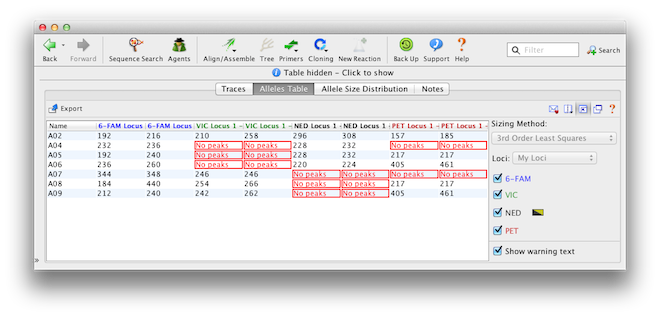 Back Forward Sequence Search Agents Align/Assemble Tree Primers Cloning New Reaction Back Up Support Help Filter Search
Table hidden – Click to show
Traces Alleles Table Allele Size Distribution Notes
Export
Sizing Method:
3rd Order Least Squares
Loci: My Loci
6-FAM
VIC
NED
PET
Show warning text
Name 6-FAM Locus 6-FAM Locus VIC Locus 1 - VIC Locus 1 - NED Locus 1 - NED Locus 1 - PET Locus 1 - PET Locus 1 -
A02 192 216 210 258 296 308 157 185
A04 232 236 No peaks No peaks 228 232 No peaks No peaks
A05 192 240 No peaks No peaks 228 232 217 217
A06 236 260 No peaks No peaks 220 224 405 461
A07 344 348 246 246 No peaks No peaks No peaks No peaks
A08 184 440 254 266 No peaks No peaks 217 217
A09 212 240 242 262 No peaks No peaks 405 461
»